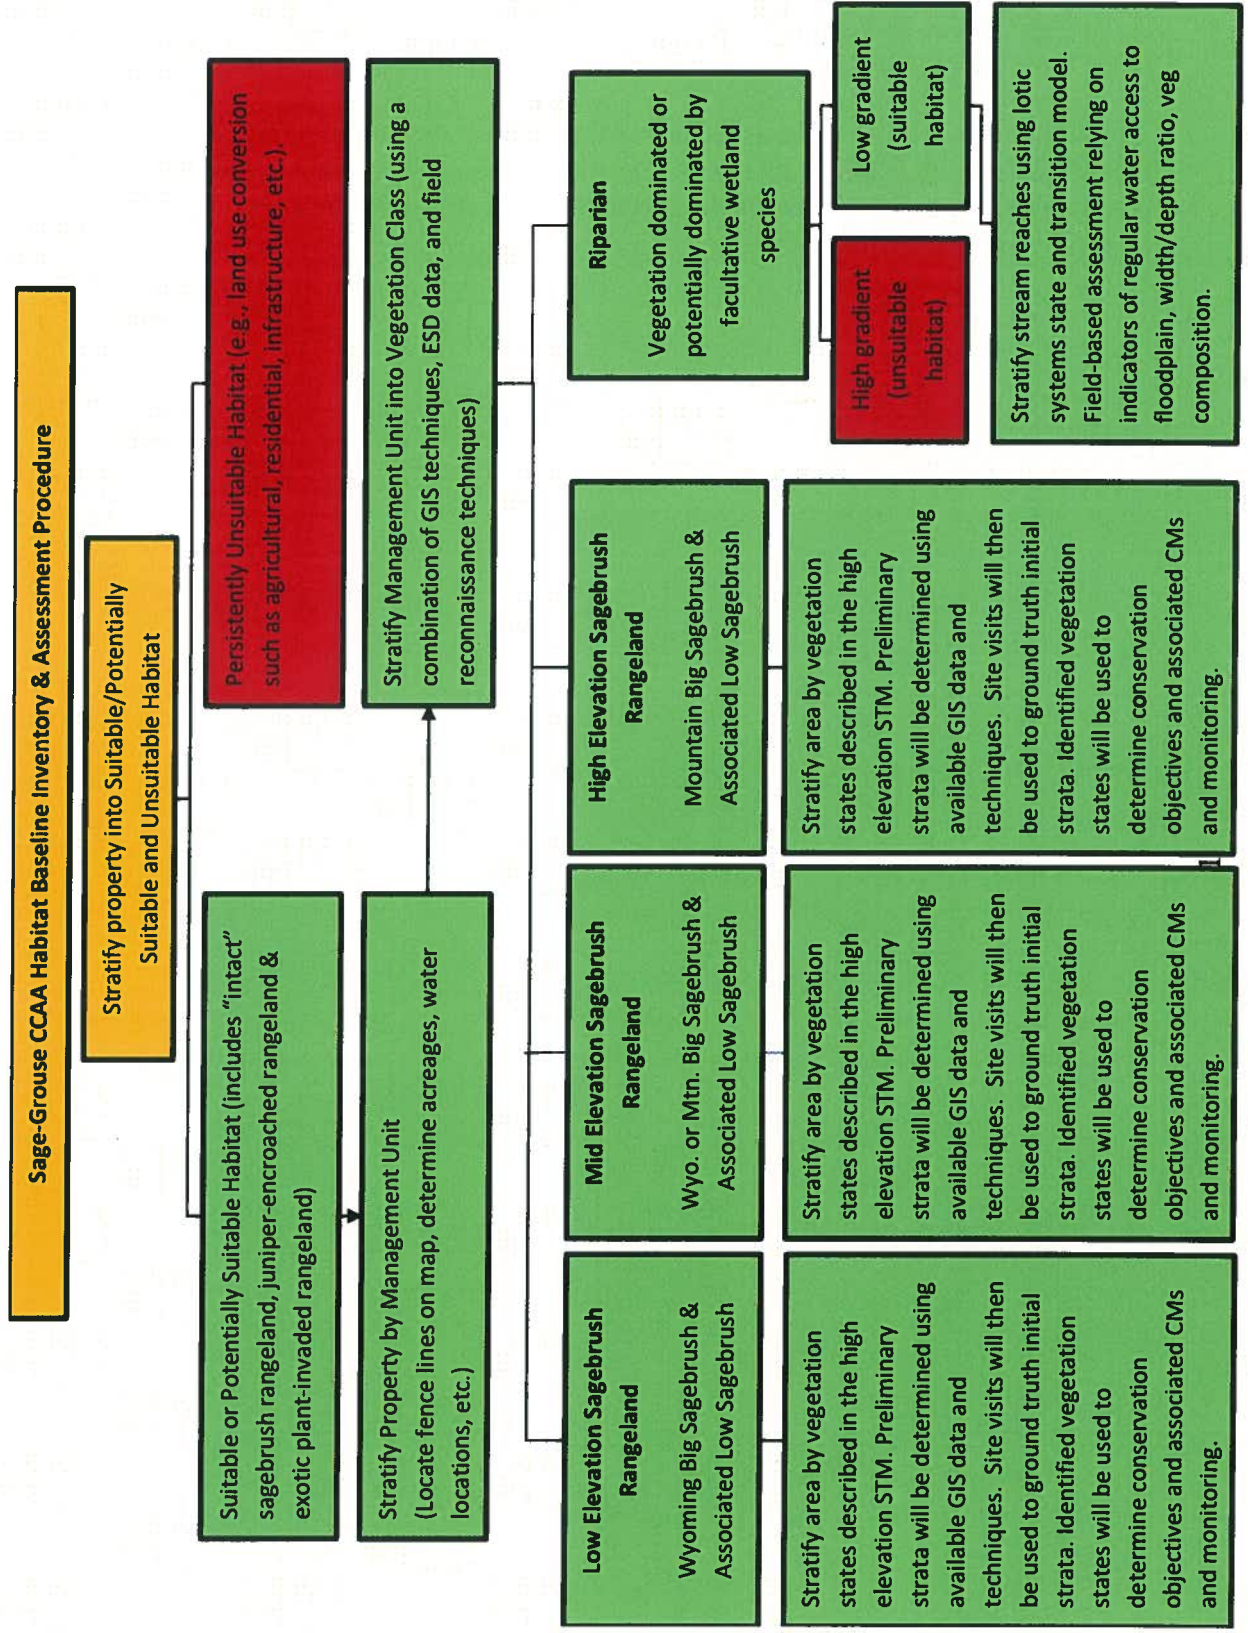 Sage-Grouse CCAA Habitat Baseline Inventory & Assessment Procedure
Stratify property into Suitable/Potentially
Suitable and Unsuitable Habitat
Suitable or Potentially Suitable Habitat (includes “intact”
sagebrush rangeland, juniper-encroached rangeland &
exotic plant-invaded rangeland)
Persistently Unsuitable Habitat (e.g., land use conversion
such as agricultural, residential, infrastructure, etc.).
Stratify Property by Management Unit
(Locate fence lines on map, determine acreages, water
locations, etc.)
Stratify Management Unit into Vegetation Class (using a
combination of GIS techniques, ESD data, and field
reconnaissance techniques)
Low Elevation Sagebrush
Rangeland
Wyoming Big Sagebrush &
Associated Low Sagebrush
Stratify area by vegetation
states described in the high
elevation STM. Preliminary
strata will be determined using
available GIS data and
techniques. Site visits will then
be used to ground truth initial
strata. Identified vegetation
states will be used to
determine conservation
objectives and associated CMs
and monitoring.
Mid Elevation Sagebrush
Rangeland
Wyo. or Mtn. Big Sagebrush &
Associated Low Sagebrush
Stratify area by vegetation
states described in the high
elevation STM. Preliminary
strata will be determined using
available GIS data and
techniques. Site visits will then
be used to ground truth initial
strata. Identified vegetation
states will be used to
determine conservation
objectives and associated CMs
and monitoring.
High Elevation Sagebrush
Rangeland
Mountain Big Sagebrush &
Associated Low Sagebrush
Stratify area by vegetation
states described in the high
elevation STM. Preliminary
strata will be determined using
available GIS data and
techniques. Site visits will then
be used to ground truth initial
strata. Identified vegetation
states will be used to
determine conservation
objectives and associated CMs
and monitoring.
Riparian
Vegetation dominated or
potentially dominated by
facultative wetland
species
High gradient
(unsuitable
habitat)
Low gradient
(suitable
habitat)
Stratify stream reaches using lotic
systems state and transition model.
Field-based assessment relying on
indicators of regular water access to
floodplain, width/depth ratio, veg
composition.